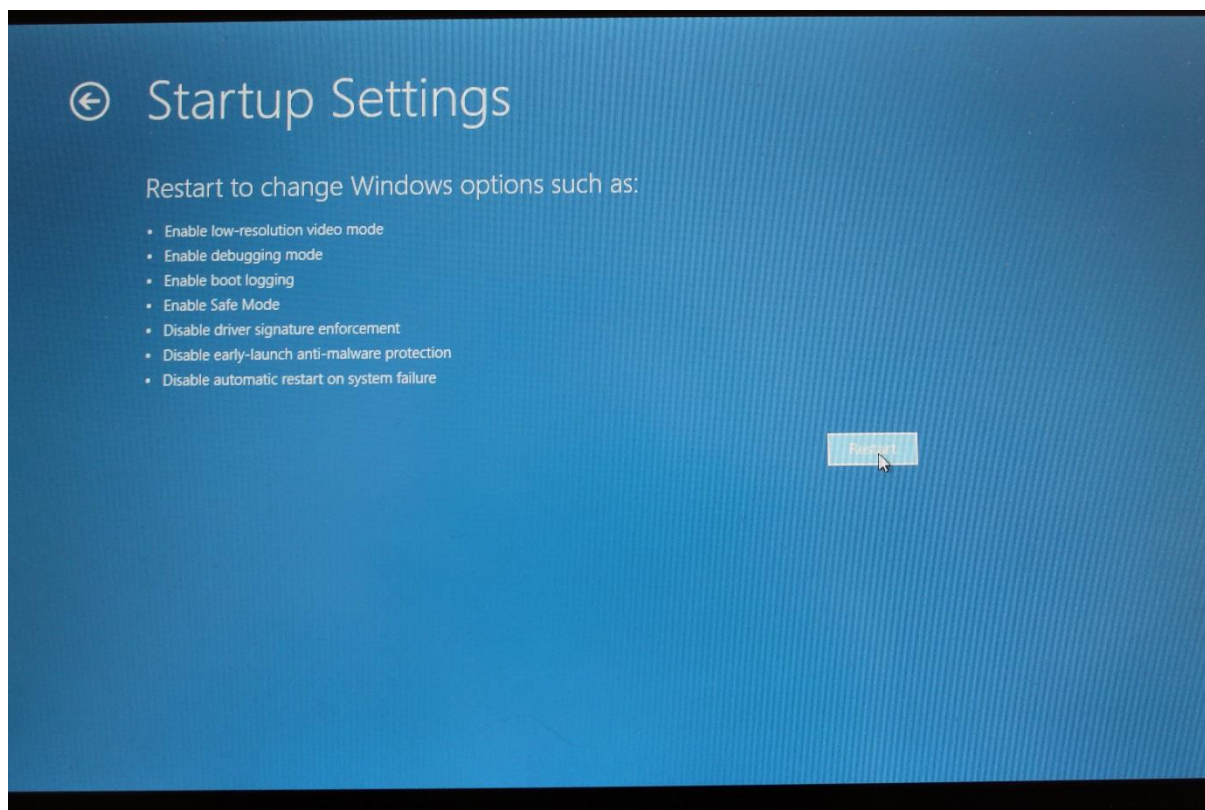 Startup Settings
Restart to change Windows options such as:
• Enable low-resolution video mode
• Enable debugging mode
• Enable boot logging
• Enable Safe Mode
• Disable driver signature enforcement
• Disable early-launch anti-malware protection
• Disable automatic restart on system failure
Restart